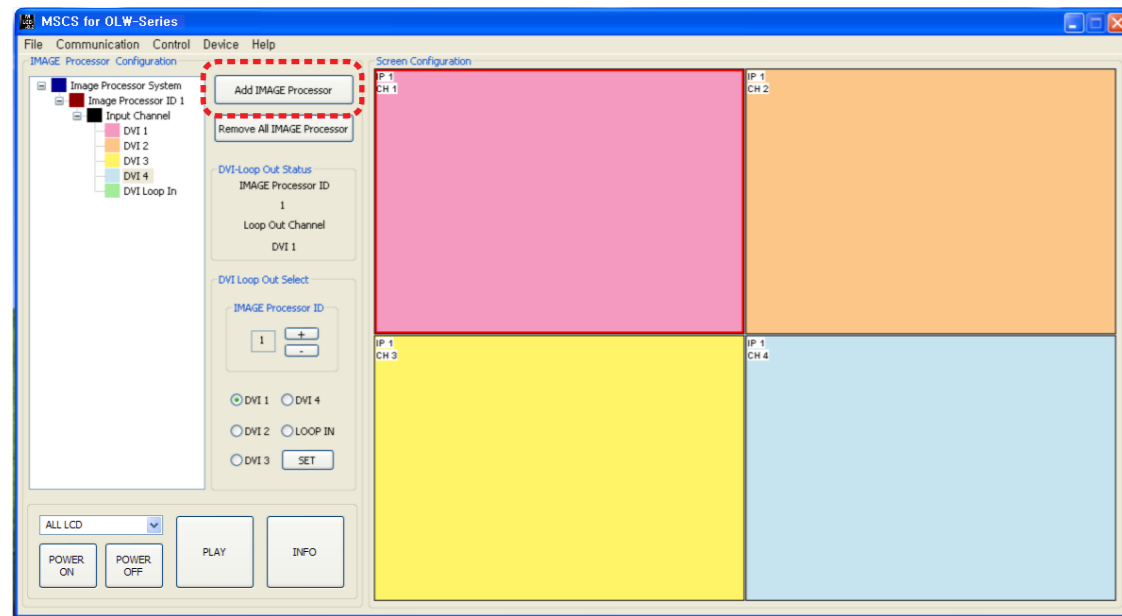 MSCS for OLW-Series
File Communication Control Device Help
IMAGE Processor Configuration
Image Processor System
Image Processor ID 1
Input Channel
DVI 1
DVI 2
DVI 3
DVI 4
DVI Loop In
Add IMAGE Processor
Remove All IMAGE Processor
DVI-Loop Out Status
IMAGE Processor ID
1
Loop Out Channel
DVI 1
DVI Loop Out Select
IMAGE Processor ID
1
+
-
DVI 1 DVI 4
DVI 2 LOOP IN
DVI 3 SET
ALL LCD
POWER
ON
POWER
OFF
PLAY
INFO
Screen Configuration
IP 1
CH 1
IP 1
CH 2
IP 1
CH 3
IP 1
CH 4